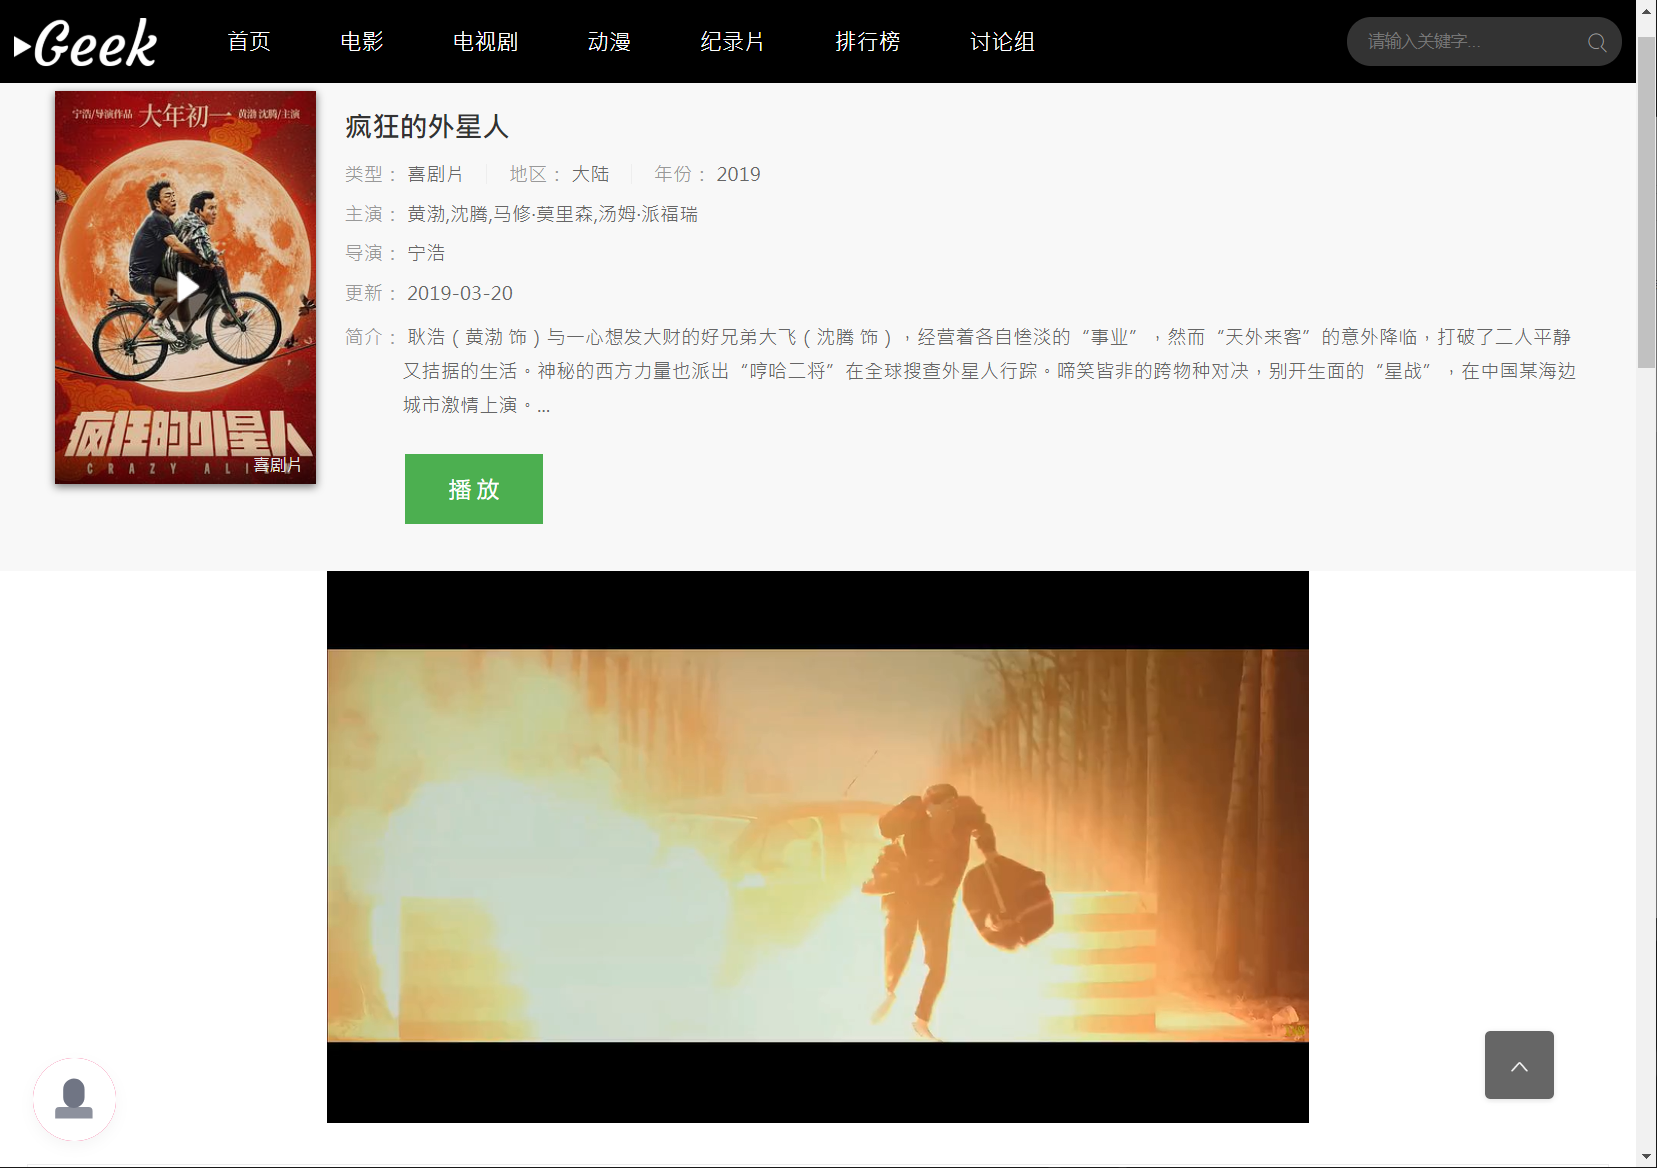 Geek
首页 电影 电视剧 动漫 纪录片 排行榜 讨论组
请输入关键字...
宁浩/导演作品 大年初一 黄渤 沈腾/主演
疯狂的外星人
CRAZY ALI
喜剧片
疯狂的外星人
类型： 喜剧片 地区： 大陆 年份： 2019
主演： 黄渤,沈腾,马修·莫里森,汤姆·派福瑞
导演： 宁浩
更新： 2019-03-20
简介： 耿浩（黄渤 饰）与一心想发大财的好兄弟大飞（沈腾 饰），经营着各自惨淡的“事业”，然而“天外来客”的意外降临，打破了二人平静
又拮据的生活。神秘的西方力量也派出“哼哈二将”在全球搜查外星人行踪。啼笑皆非的跨物种对决，别开生面的“星战”，在中国某海边
城市激情上演。...
播 放